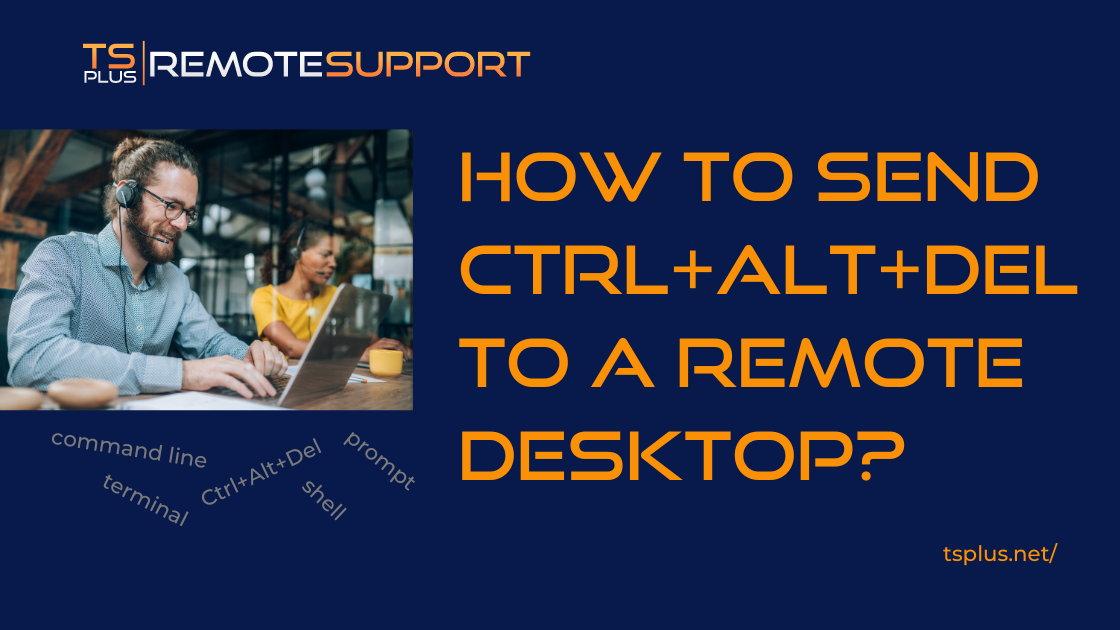 TS
PLUS
REMOTESUPPORT
HOW TO SEND
CTRL+ALT+DEL
TO A REMOTE
DESKTOP?
command line
terminal
Ctrl+Alt+Del
shell
prompt
tsplus.net/